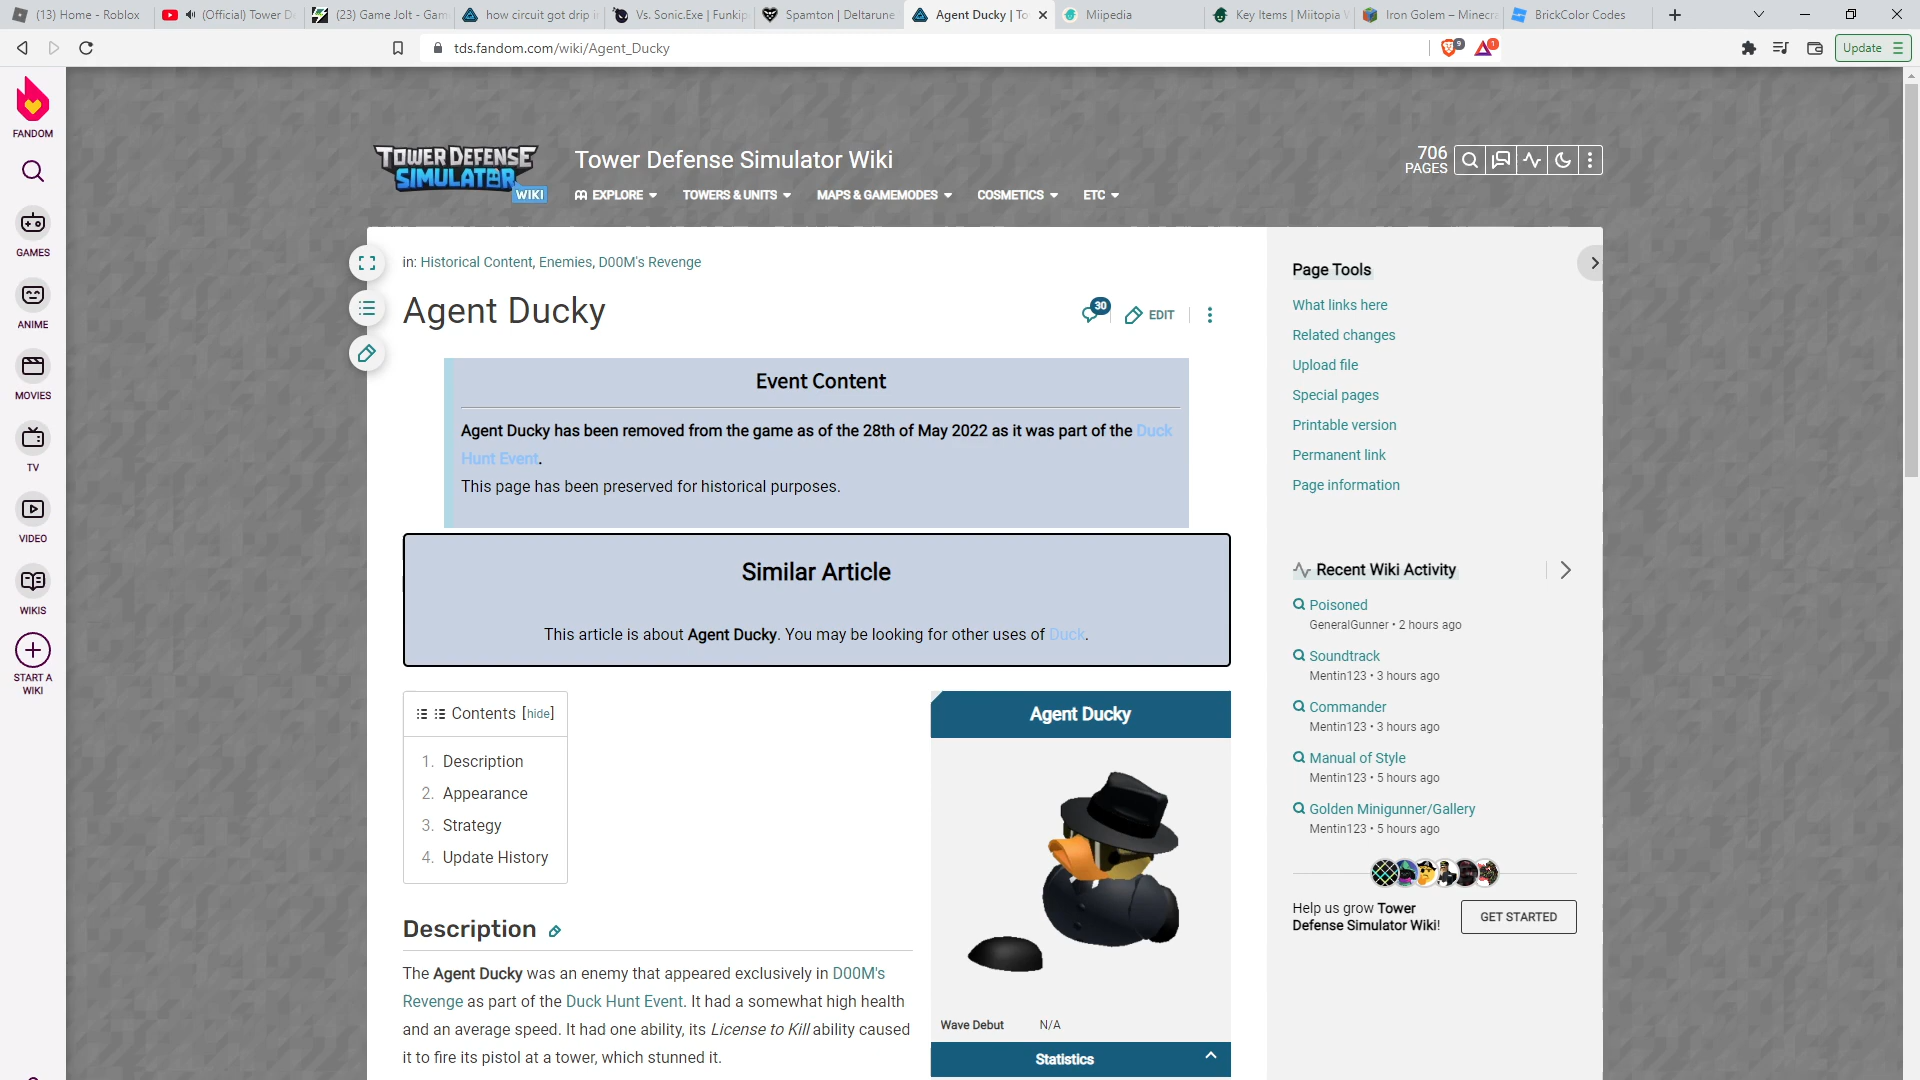 (13) Home - Roblox
(Official) Tower De
(23) Game Jolt - Gam
how circuit got drip i
Vs. Sonic.Exe | Funkip
Spamton | Deltarune
Agent Ducky | To
Miipedia
Key Items | Miitopia W
Iron Golem – Minecra
BrickColor Codes
tds.fandom.com/wiki/Agent_Ducky
9
1
Update
FANDOM
GAMES
ANIME
MOVIES
TV
VIDEO
WIKIS
START A
WIKI
TOWER DEFENSE
SIMULATOR
WIKI
Tower Defense Simulator Wiki
EXPLORE
TOWERS & UNITS
MAPS & GAMEMODES
COSMETICS
ETC
706
PAGES
in: Historical Content, Enemies, D00M's Revenge
Agent Ducky
30
EDIT
Event Content
Agent Ducky has been removed from the game as of the 28th of May 2022 as it was part of the Duck
Hunt Event.
This page has been preserved for historical purposes.
Similar Article
This article is about Agent Ducky. You may be looking for other uses of Duck.
Contents [hide]
1. Description
2. Appearance
3. Strategy
4. Update History
Description
The Agent Ducky was an enemy that appeared exclusively in D00M's
Revenge as part of the Duck Hunt Event. It had a somewhat high health
and an average speed. It had one ability, its License to Kill ability caused
it to fire its pistol at a tower, which stunned it.
Agent Ducky
Wave Debut N/A
Statistics
Page Tools
What links here
Related changes
Upload file
Special pages
Printable version
Permanent link
Page information
Recent Wiki Activity
Poisoned
GeneralGunner • 2 hours ago
Soundtrack
Mentin123 • 3 hours ago
Commander
Mentin123 • 3 hours ago
Manual of Style
Mentin123 • 5 hours ago
Golden Minigunner/Gallery
Mentin123 • 5 hours ago
Help us grow Tower
Defense Simulator Wiki!
GET STARTED